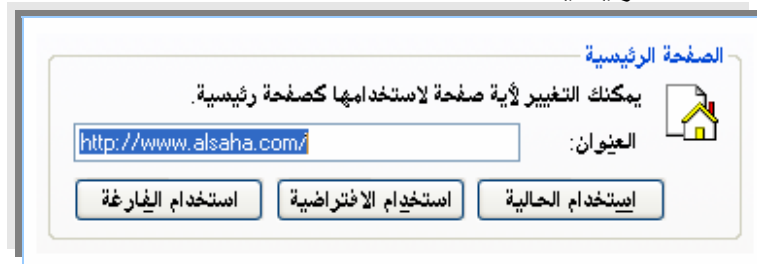 الصفحة الرئيسية
يمكنك التغيير لأية صفحة لاستخدامها كصفحة رئيسية.
العنوان: http://www.alsaha.com/
استخدام الحالية استخدام الافتراضية استخدام الفارغة